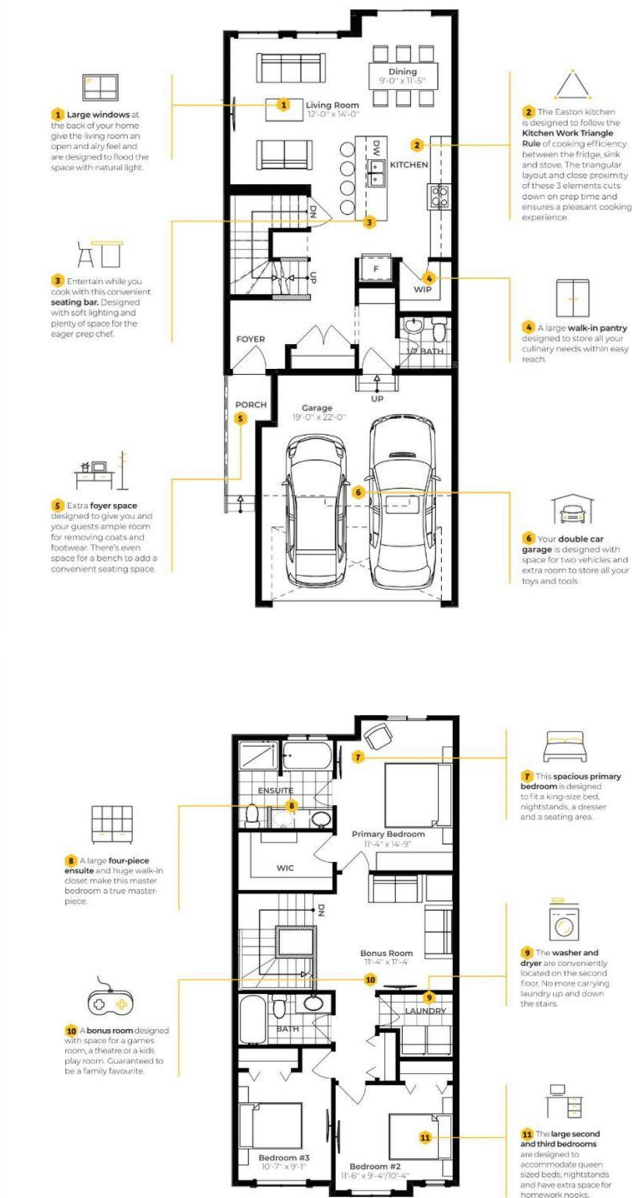 Dining
9'-0" x 11'-5"
1 Living Room
12'-0" x 14'-0"
1 Large windows at
the back of your home
give the living room an
open and airy feel and
are designed to flood the
space with natural light.
2
KITCHEN
DW
2 The Easton kitchen
is designed to follow the
Kitchen Work Triangle
Rule of cooking efficiency
between the fridge, sink
and stove. The triangular
layout and close proximity
of these 3 elements cuts
down on prep time and
ensures a pleasant cooking
experience.
DN
3
3 Entertain while you
cook with this convenient
seating bar. Designed
with soft lighting and
plenty of space for the
eager prep chef.
UP
F
4
WIP
4 A large walk-in pantry
designed to store all your
culinary needs within easy
reach.
FOYER
1/2 BATH
UP
PORCH
5
Garage
19'-0" x 22'-0"
6
5 Extra foyer space
designed to give you and
your guests ample room
for removing coats and
footwear. There's even
space for a bench to add a
convenient seating space.
6 Your double car
garage is designed with
space for two vehicles and
extra room to store all your
toys and tools.
7
ENSUITE
8
7 This spacious primary
bedroom is designed
to fit a king-size bed,
nightstands, a dresser
and a seating area.
Primary Bedroom
11'-4" x 14'-9"
8 A large four-piece
ensuite and huge walk-in
closet make this master
bedroom a true master-
piece.
WIC
DN
Bonus Room
11'-4" x 11'-4"
10
9 The washer and
dryer are conveniently
located on the second
floor. No more carrying
laundry up and down
the stairs.
9
LAUNDRY
BATH
10 A bonus room designed
with space for a games
room, a theatre or a kids
play room. Guaranteed to
be a family favourite.
11
Bedroom #3
10'-7" x 9'-1"
Bedroom #2
11'-6" x 9'-4"/10'-4"
11 The large second
and third bedrooms
are designed to
accommodate queen
sized beds, nightstands
and have extra space for
homework nooks.